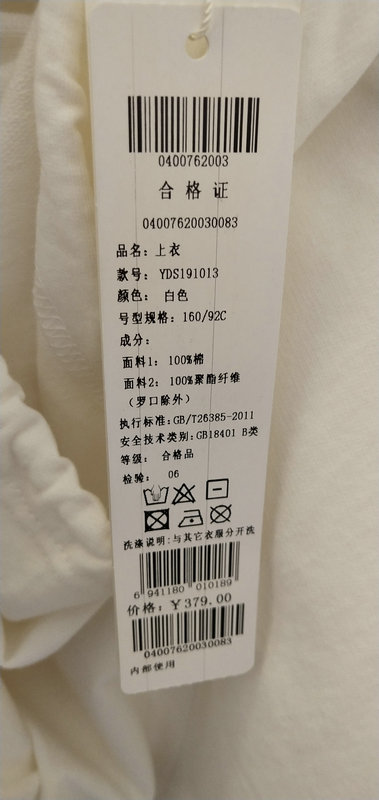 0400762003
合格证
04007620030083
品名: 上衣
款号: YDS191013
颜色: 白色
号型规格: 160/92C
成分:
面料1: 100%棉
面料2: 100%聚酯纤维
(罗口除外)
执行标准:GB/T26385-2011
安全技术类别:GB18401 B类
等级: 合格品
检验: 06
洗涤说明:与其它衣服分开洗
6 941180 010189
价格:¥379.00
04007620030083
内部使用